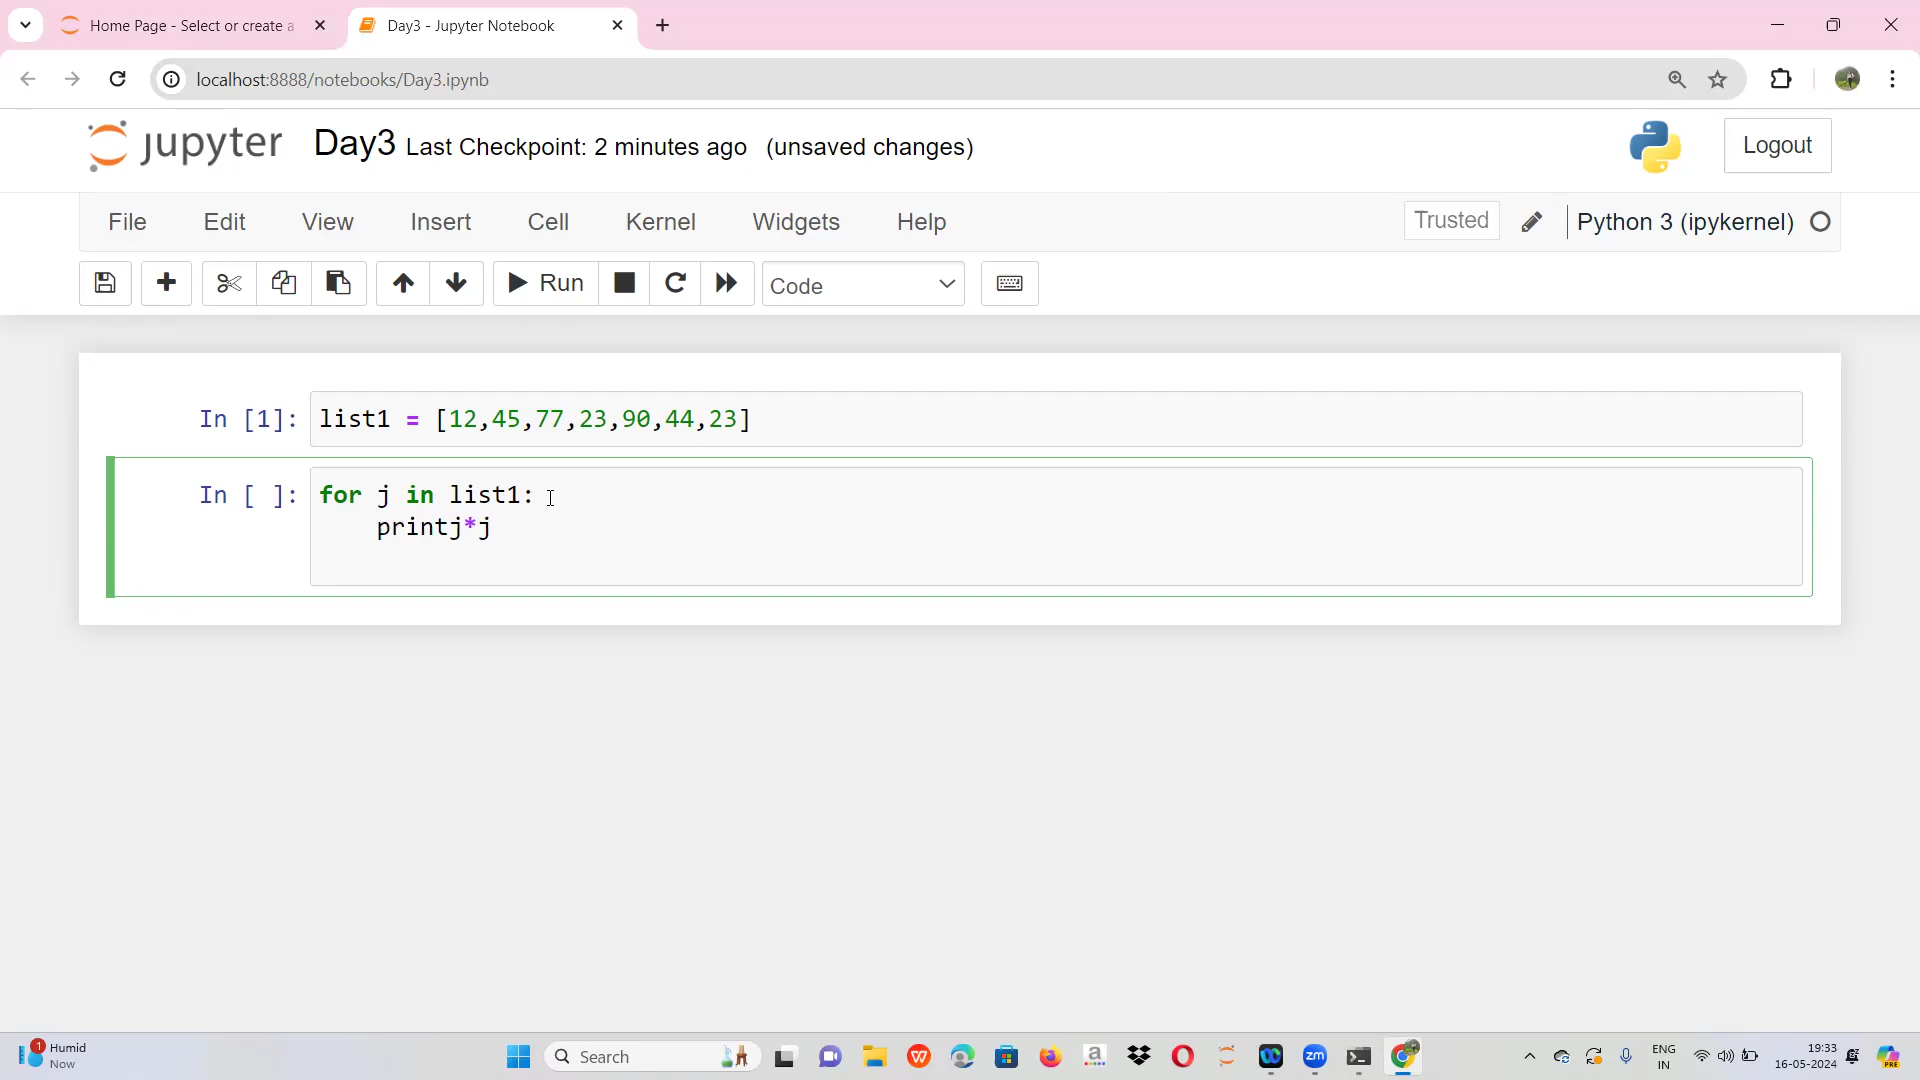 Home Page - Select or create a
Day3 - Jupyter Notebook
localhost:8888/notebooks/Day3.ipynb
jupyter Day3 Last Checkpoint: 2 minutes ago (unsaved changes)
Logout
File Edit View Insert Cell Kernel Widgets Help Trusted Python 3 (ipykernel)
Run Code
In [1]: list1 = [12,45,77,23,90,44,23]
In [ ]: for j in list1:
printj*j
1 Humid
Now
Search
a
zm
ENG
IN
19:33
16-05-2024
PRE